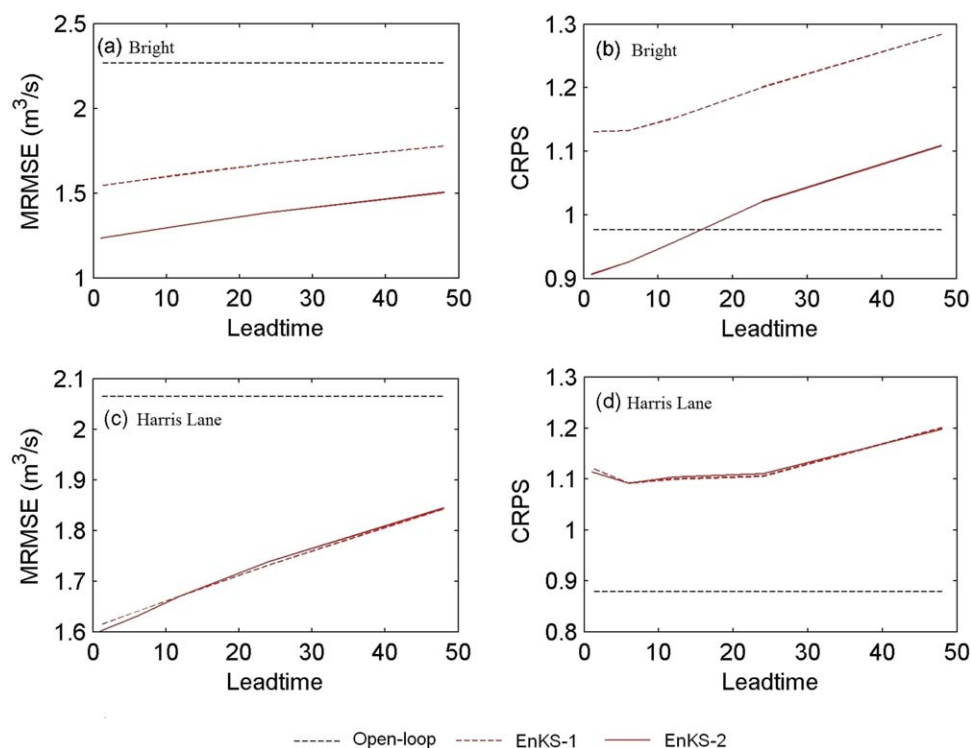 (a) Bright
MRMSE (m³/s)
2.5
2
1.5
1
0 10 20 30 40 50
Leadtime
(b) Bright
CRPS
1.3
1.2
1.1
1
0.9
0 10 20 30 40 50
Leadtime
(c) Harris Lane
MRMSE (m³/s)
2.1
2
1.9
1.8
1.7
1.6
0 10 20 30 40 50
Leadtime
(d) Harris Lane
CRPS
1.3
1.2
1.1
1
0.9
0.8
0 10 20 30 40 50
Leadtime
Open-loop EnKS-1 EnKS-2